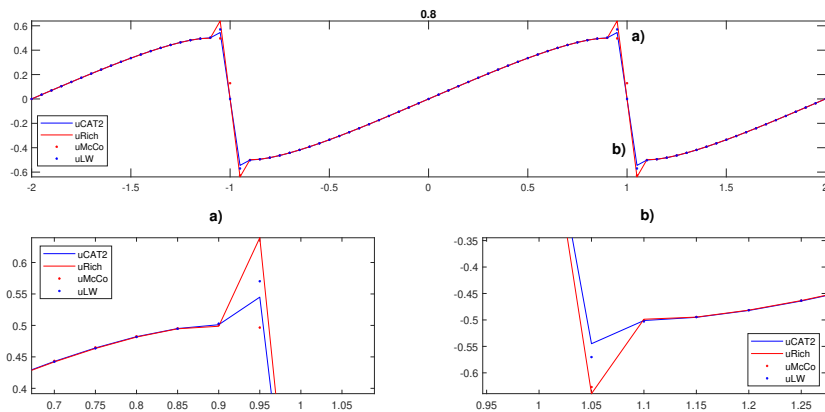 0.8
0.6
a)
0.4
0.2
0
-0.2
uCAT2
uRich
b)
-0.4
uMcCo
uLW
-0.6
-2 -1.5 -1 -0.5 0 0.5 1 1.5 2
a) b)
0.6
uCAT2
uRich
uMcCo
uLW
0.55
0.5
0.45
0.4
0.7 0.75 0.8 0.85 0.9 0.95 1 1.05
-0.35
-0.4
-0.45
-0.5
-0.55
uCAT2
uRich
-0.6
uMcCo
uLW
0.95 1 1.05 1.1 1.15 1.2 1.25